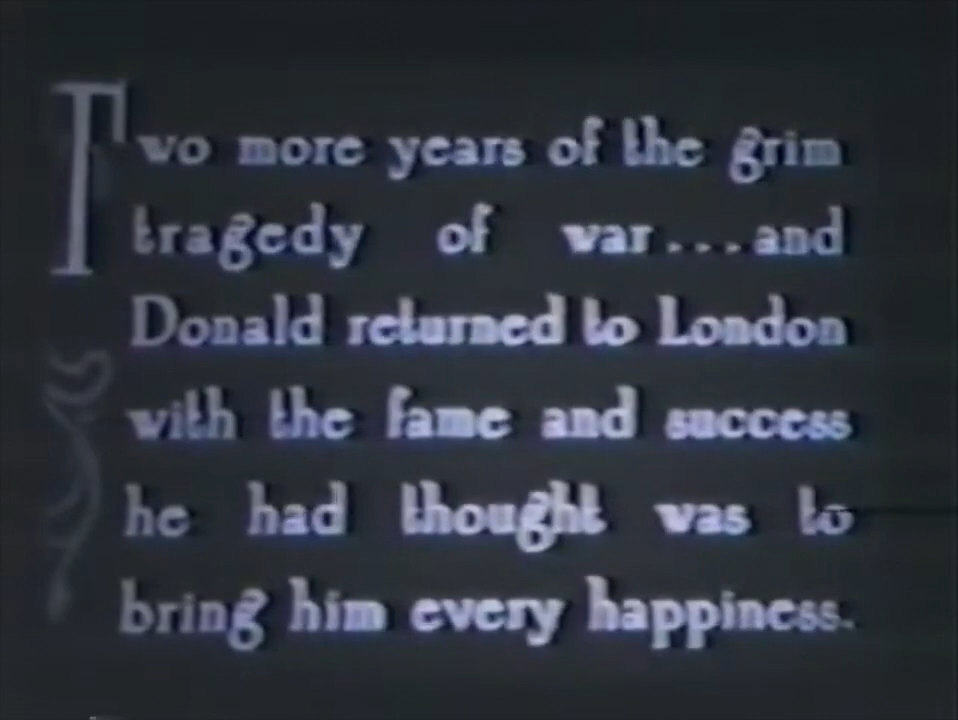 Two more years of the grim
tragedy of war...and
Donald returned to London
with the fame and success
he had thought was to
bring him every happiness.